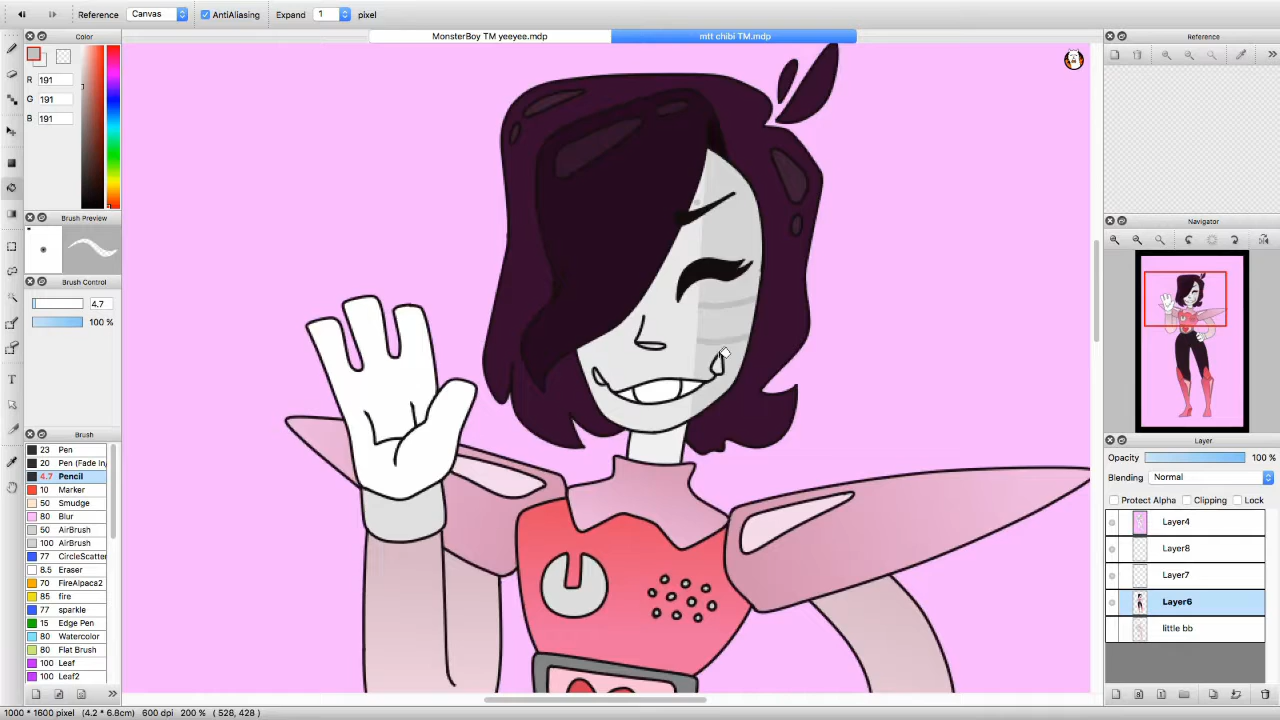 Reference Canvas AntiAliasing Expand 1 pixel
MonsterBoy TM yeeyee.mdp
mtt chibi TM.mdp
Color
R 191
G 191
B 191
Brush Preview
Brush Control
4.7
100 %
Brush
23 Pen
20 Pen (Fade In,
4.7 Pencil
10 Marker
50 Smudge
80 Blur
50 AirBrush
100 AirBrush
77 CircleScatter
8.5 Eraser
70 FireAlpaca2
85 fire
77 sparkle
15 Edge Pen
80 Watercolor
80 Flat Brush
100 Leaf
100 Leaf2
Reference
Navigator
Layer
Opacity 100 %
Blending Normal
Protect Alpha Clipping Lock
Layer4
Layer8
Layer7
Layer6
little bb
1000 * 1600 pixel (4.2 * 6.8cm) 600 dpi 200 % ( 528, 428 )